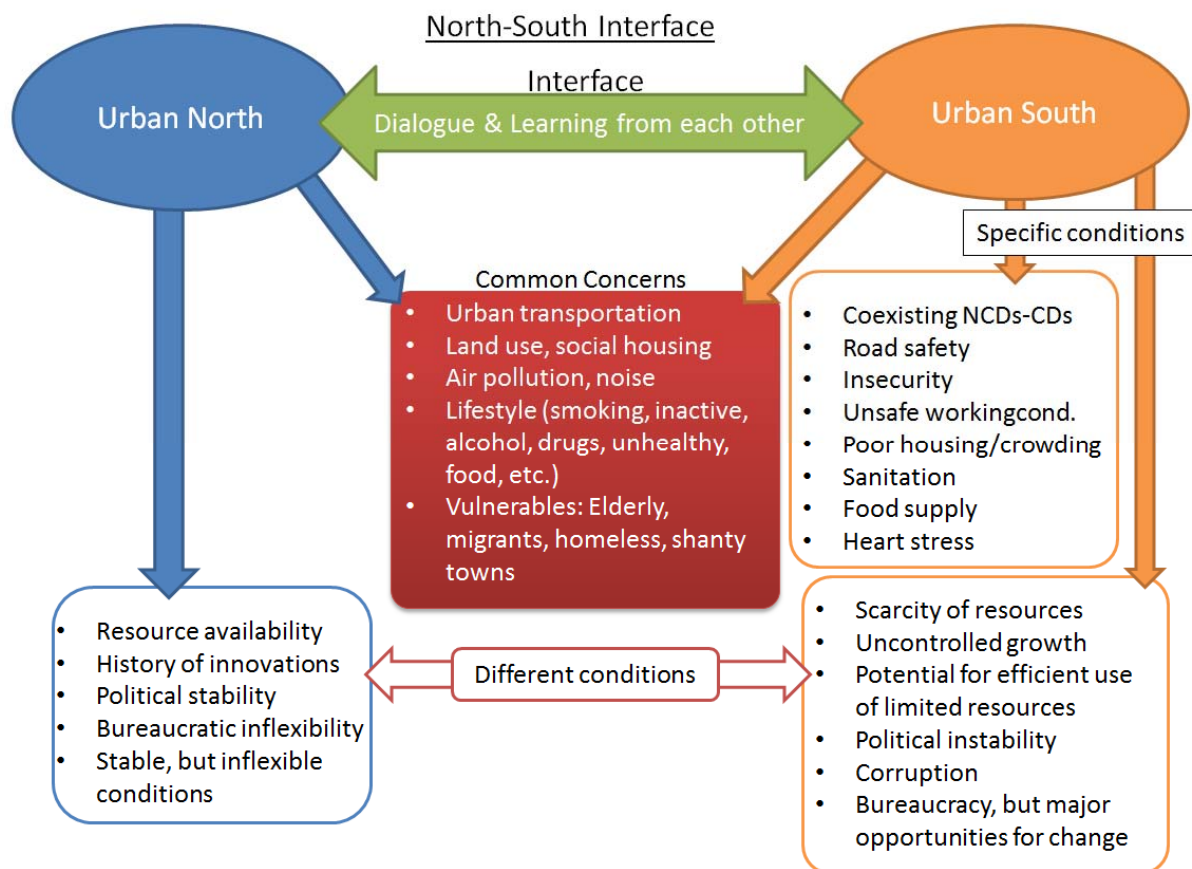 North-South Interface
Interface
Urban North
Dialogue & Learning from each other
Urban South
Specific conditions
Common Concerns
• Urban transportation
• Land use, social housing
• Air pollution, noise
• Lifestyle (smoking, inactive,
alcohol, drugs, unhealthy,
food, etc.)
• Vulnerables: Elderly,
migrants, homeless, shanty
towns
• Coexisting NCDs-CDs
• Road safety
• Insecurity
• Unsafe workingcond.
• Poor housing/crowding
• Sanitation
• Food supply
• Heart stress
• Resource availability
• History of innovations
• Political stability
• Bureaucratic inflexibility
• Stable, but inflexible
conditions
Different conditions
• Scarcity of resources
• Uncontrolled growth
• Potential for efficient use
of limited resources
• Political instability
• Corruption
• Bureaucracy, but major
opportunities for change